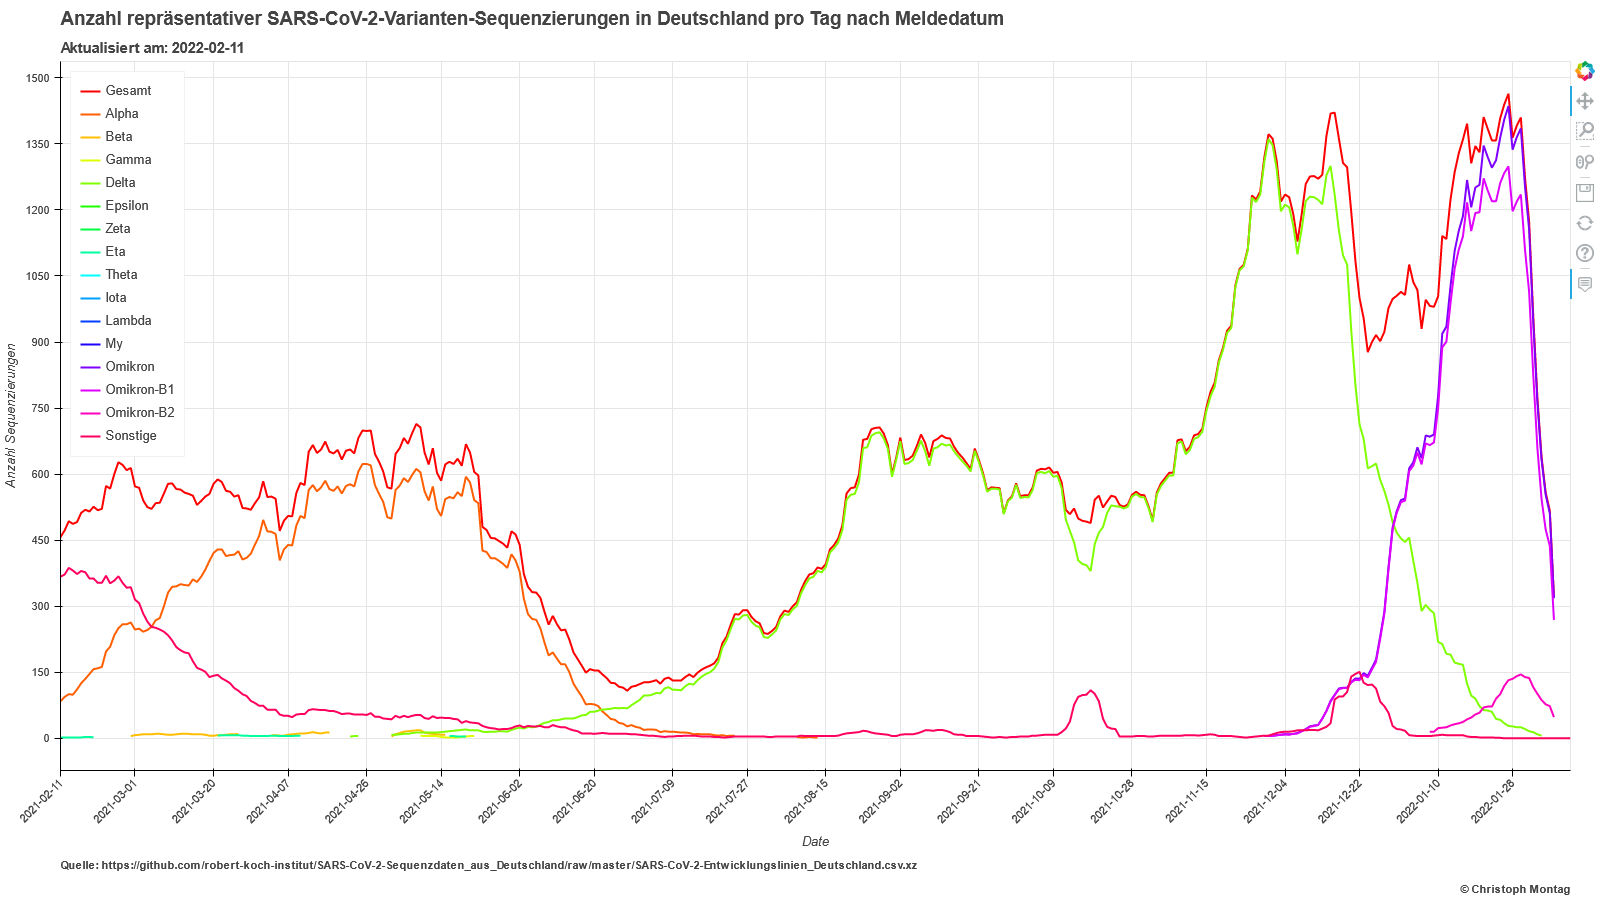 Anzahl repräsentativer SARS-CoV-2-Varianten-Sequenzierungen in Deutschland pro Tag nach Meldedatum
Aktualisiert am: 2022-02-11
1500
1350
1200
1050
900
750
600
450
300
150
0
Anzahl Sequenzierungen
Gesamt
Alpha
Beta
Gamma
Delta
Epsilon
Zeta
Eta
Theta
Iota
Lambda
My
Omikron
Omikron-B1
Omikron-B2
Sonstige
2021-02-11
2021-03-01
2021-03-20
2021-04-07
2021-04-26
2021-05-14
2021-06-02
2021-06-20
2021-07-09
2021-07-27
2021-08-15
2021-09-02
2021-09-21
2021-10-09
2021-10-28
2021-11-15
2021-12-04
2021-12-22
2022-01-10
2022-01-28
Date
Quelle: https://github.com/robert-koch-institut/SARS-CoV-2-Sequenzdaten_aus_Deutschland/raw/master/SARS-CoV-2-Entwicklungslinien_Deutschland.csv.xz
© Christoph Montag